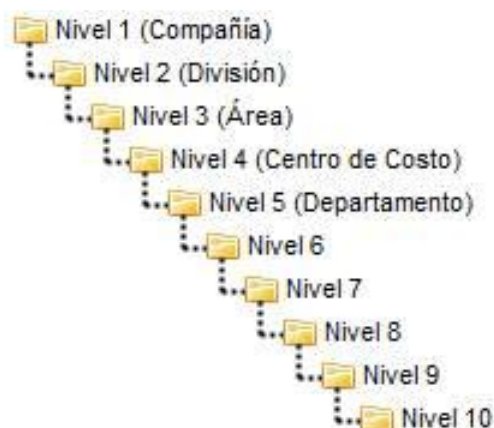 Nivel 1 (Compañía)
Nivel 2 (División)
Nivel 3 (Área)
Nivel 4 (Centro de Costo)
Nivel 5 (Departamento)
Nivel 6
Nivel 7
Nivel 8
Nivel 9
Nivel 10